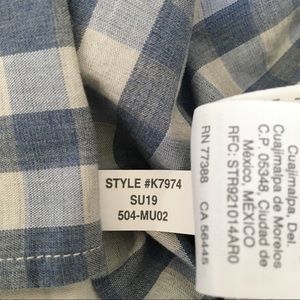 STYLE #K7974
SU19
504-MU02
Cuajimalpa, Del.
Cuajimalpa de Morelos
C.P. 05348, Ciudad de
México, MEXICO
RFC: STR921014AR0
RN 77388 CA 56445